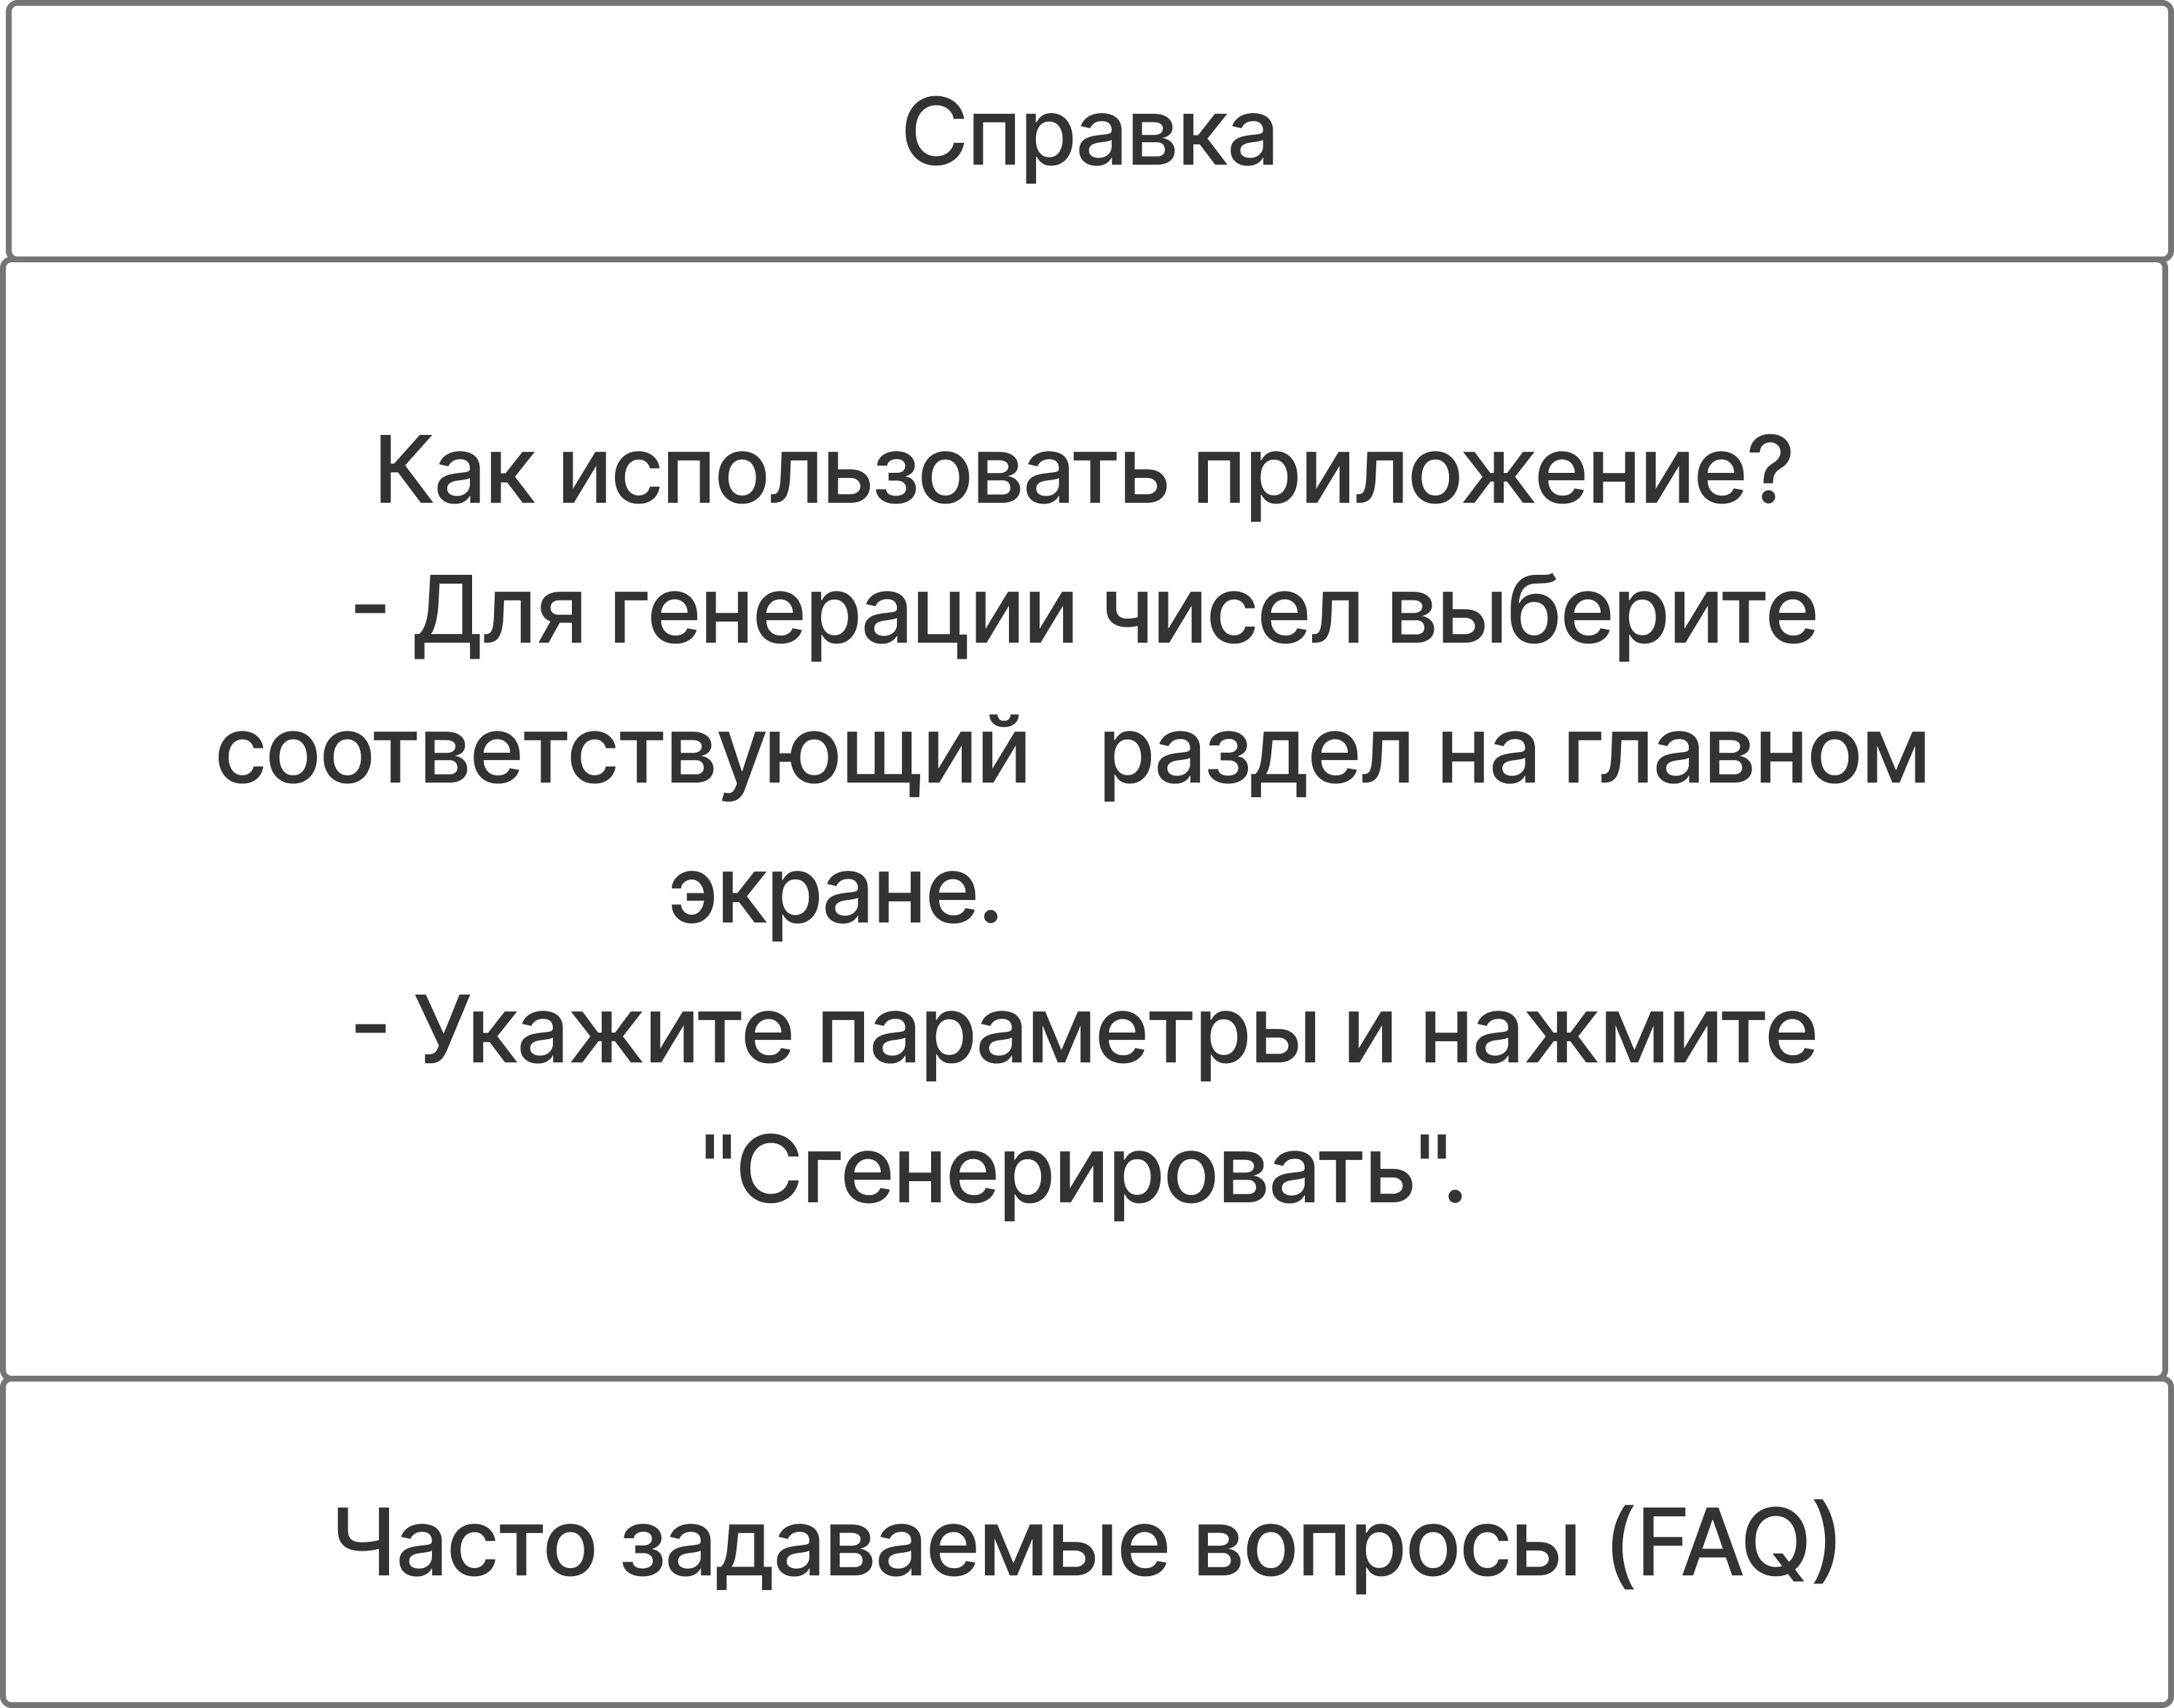 Справка
Как использовать приложение?
- Для генерации чисел выберите
соответствующий   раздел на главном
экране.
- Укажите параметры и нажмите
"Сгенерировать".
Часто задаваемые вопросы (FAQ)